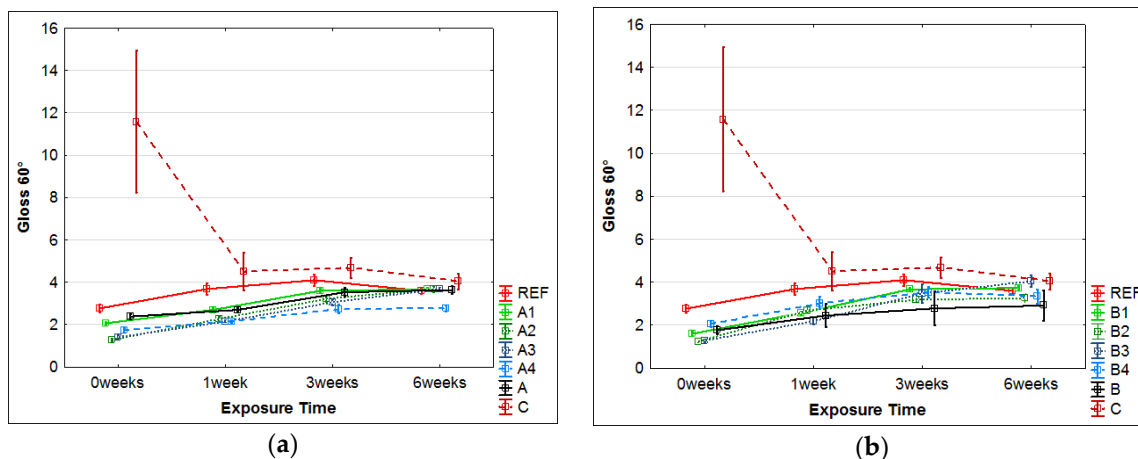 16
14
12
10
8
6
4
2
0
Gloss 60°
0weeks 1week 3weeks 6weeks
Exposure Time
REF
A1
A2
A3
A4
A
C
(a)
16
14
12
10
8
6
4
2
0
Gloss 60°
0weeks 1week 3weeks 6weeks
Exposure Time
REF
B1
B2
B3
B4
B
C
(b)